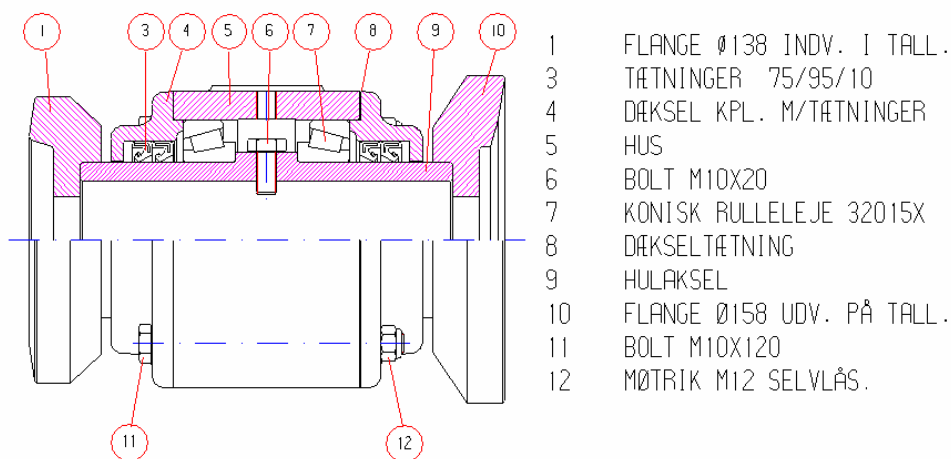 1 3 4 5 6 7 8 9 10
11 12
1 FLANGE Ø138 INDV. I TALL.
3 TÆTNINGER 75/95/10
4 DÆKSEL KPL. M/TÆTNINGER
5 HUS
6 BOLT M10X20
7 KONISK RULLELEJE 32015X
8 DÆKSELTÆTNING
9 HULAKSEL
10 FLANGE Ø158 UDV. PÅ TALL.
11 BOLT M10X120
12 MØTRIK M12 SELVLÅS.